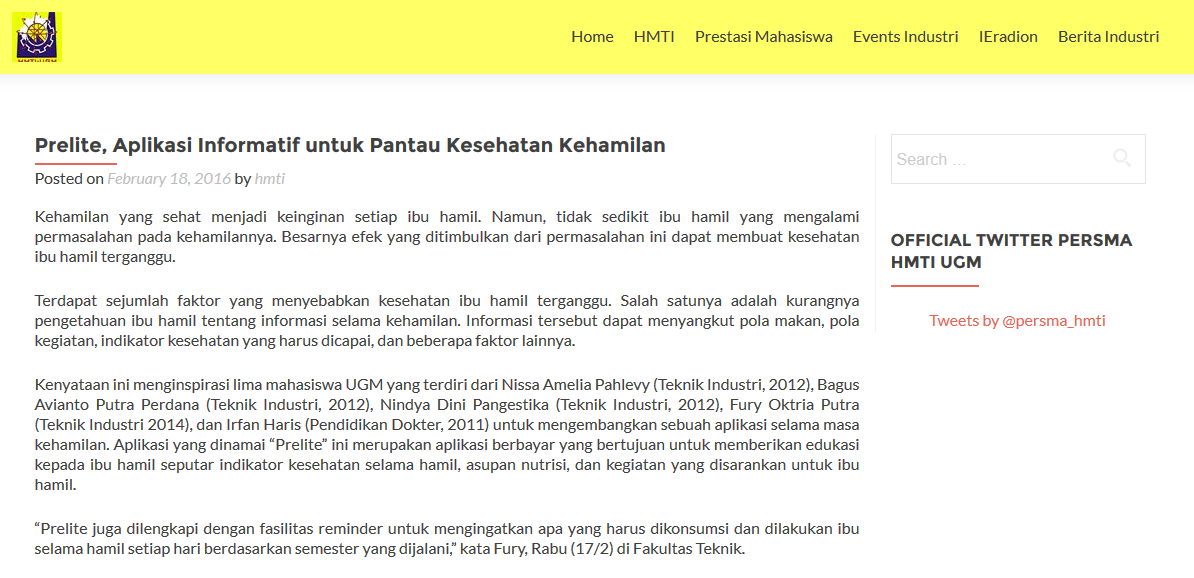 HMTI UGM
Home HMTI Prestasi Mahasiswa Events Industri IEradion Berita Industri
Prelite, Aplikasi Informatif untuk Pantau Kesehatan Kehamilan
Posted on February 18, 2016 by hmti
Kehamilan yang sehat menjadi keinginan setiap ibu hamil. Namun, tidak sedikit ibu hamil yang mengalami
permasalahan pada kehamilannya. Besarnya efek yang ditimbulkan dari permasalahan ini dapat membuat kesehatan
ibu hamil terganggu.
Terdapat sejumlah faktor yang menyebabkan kesehatan ibu hamil terganggu. Salah satunya adalah kurangnya
pengetahuan ibu hamil tentang informasi selama kehamilan. Informasi tersebut dapat menyangkut pola makan, pola
kegiatan, indikator kesehatan yang harus dicapai, dan beberapa faktor lainnya.
Kenyataan ini menginspirasi lima mahasiswa UGM yang terdiri dari Nissa Amelia Pahlevy (Teknik Industri, 2012), Bagus
Avianto Putra Perdana (Teknik Industri, 2012), Nindya Dini Pangestika (Teknik Industri, 2012), Fury Oktria Putra
(Teknik Industri 2014), dan Irfan Haris (Pendidikan Dokter, 2011) untuk mengembangkan sebuah aplikasi selama masa
kehamilan. Aplikasi yang dinamai “Prelite” ini merupakan aplikasi berbayar yang bertujuan untuk memberikan edukasi
kepada ibu hamil seputar indikator kesehatan selama hamil, asupan nutrisi, dan kegiatan yang disarankan untuk ibu
hamil.
“Prelite juga dilengkapi dengan fasilitas reminder untuk mengingatkan apa yang harus dikonsumsi dan dilakukan ibu
selama hamil setiap hari berdasarkan semester yang dijalani,” kata Fury, Rabu (17/2) di Fakultas Teknik.
Search …
OFFICIAL TWITTER PERSMA
HMTI UGM
Tweets by @persma_hmti